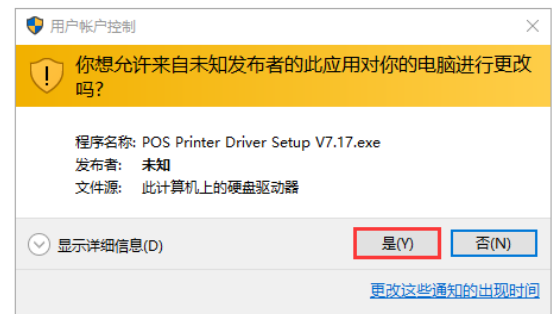 用户帐户控制
你想允许来自未知发布者的此应用对你的电脑进行更改
吗?
程序名称: POS Printer Driver Setup V7.17.exe
发布者: 未知
文件源: 此计算机上的硬盘驱动器
显示详细信息(D)
是(Y)
否(N)
更改这些通知的出现时间